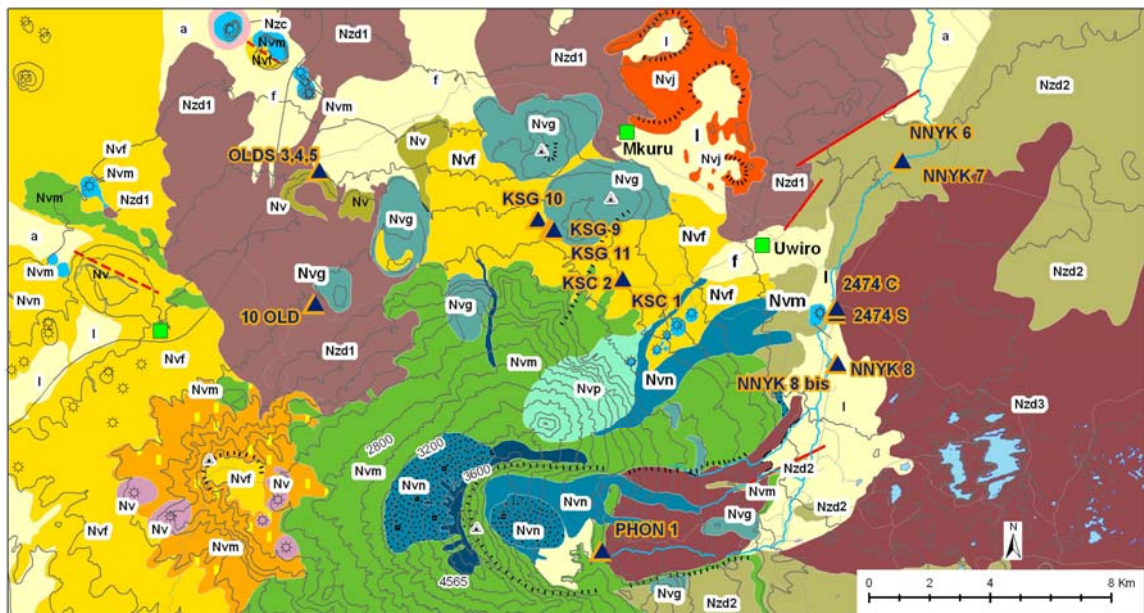 Nzc
Nvm
Nvf
Nzd1
a
f
f
Nvm
Nzd1
Nzd1
Nzd1
l
Nvj
l
Nvj
a
Nzd2
Nvg
Nv
Nvf
Mkuru
NNYK 6
NNYK 7
OLDS 3,4,5
Nv
Nv
Nvg
Nvg
Nzd1
Nvf
Nvm
Nvm
Nzd1
KSG 10
KSG 9
KSG 11
Nvf
Uwiro
f
a
Nvm
Nv
Nvn
l
Nvg
10 OLD
Nzd1
Nvg
KSC 2
KSC 1
Nvf
Nvm
l
2474 C
2474 S
Nzd2
Nvf
Nvm
Nvm
Nvp
Nvn
NNYK 8 bis
NNYK 8
l
Nzd3
2800
3200
3600
Nvm
Nvn
Nvn
Nvn
Nzd2
Nvm
Nzd2
Nvf
Nv
Nv
Nv
Nvf
Nvm
PHON 1
Nvg
4565
Nvg
Nzd2
N
0 2 4 8 Km